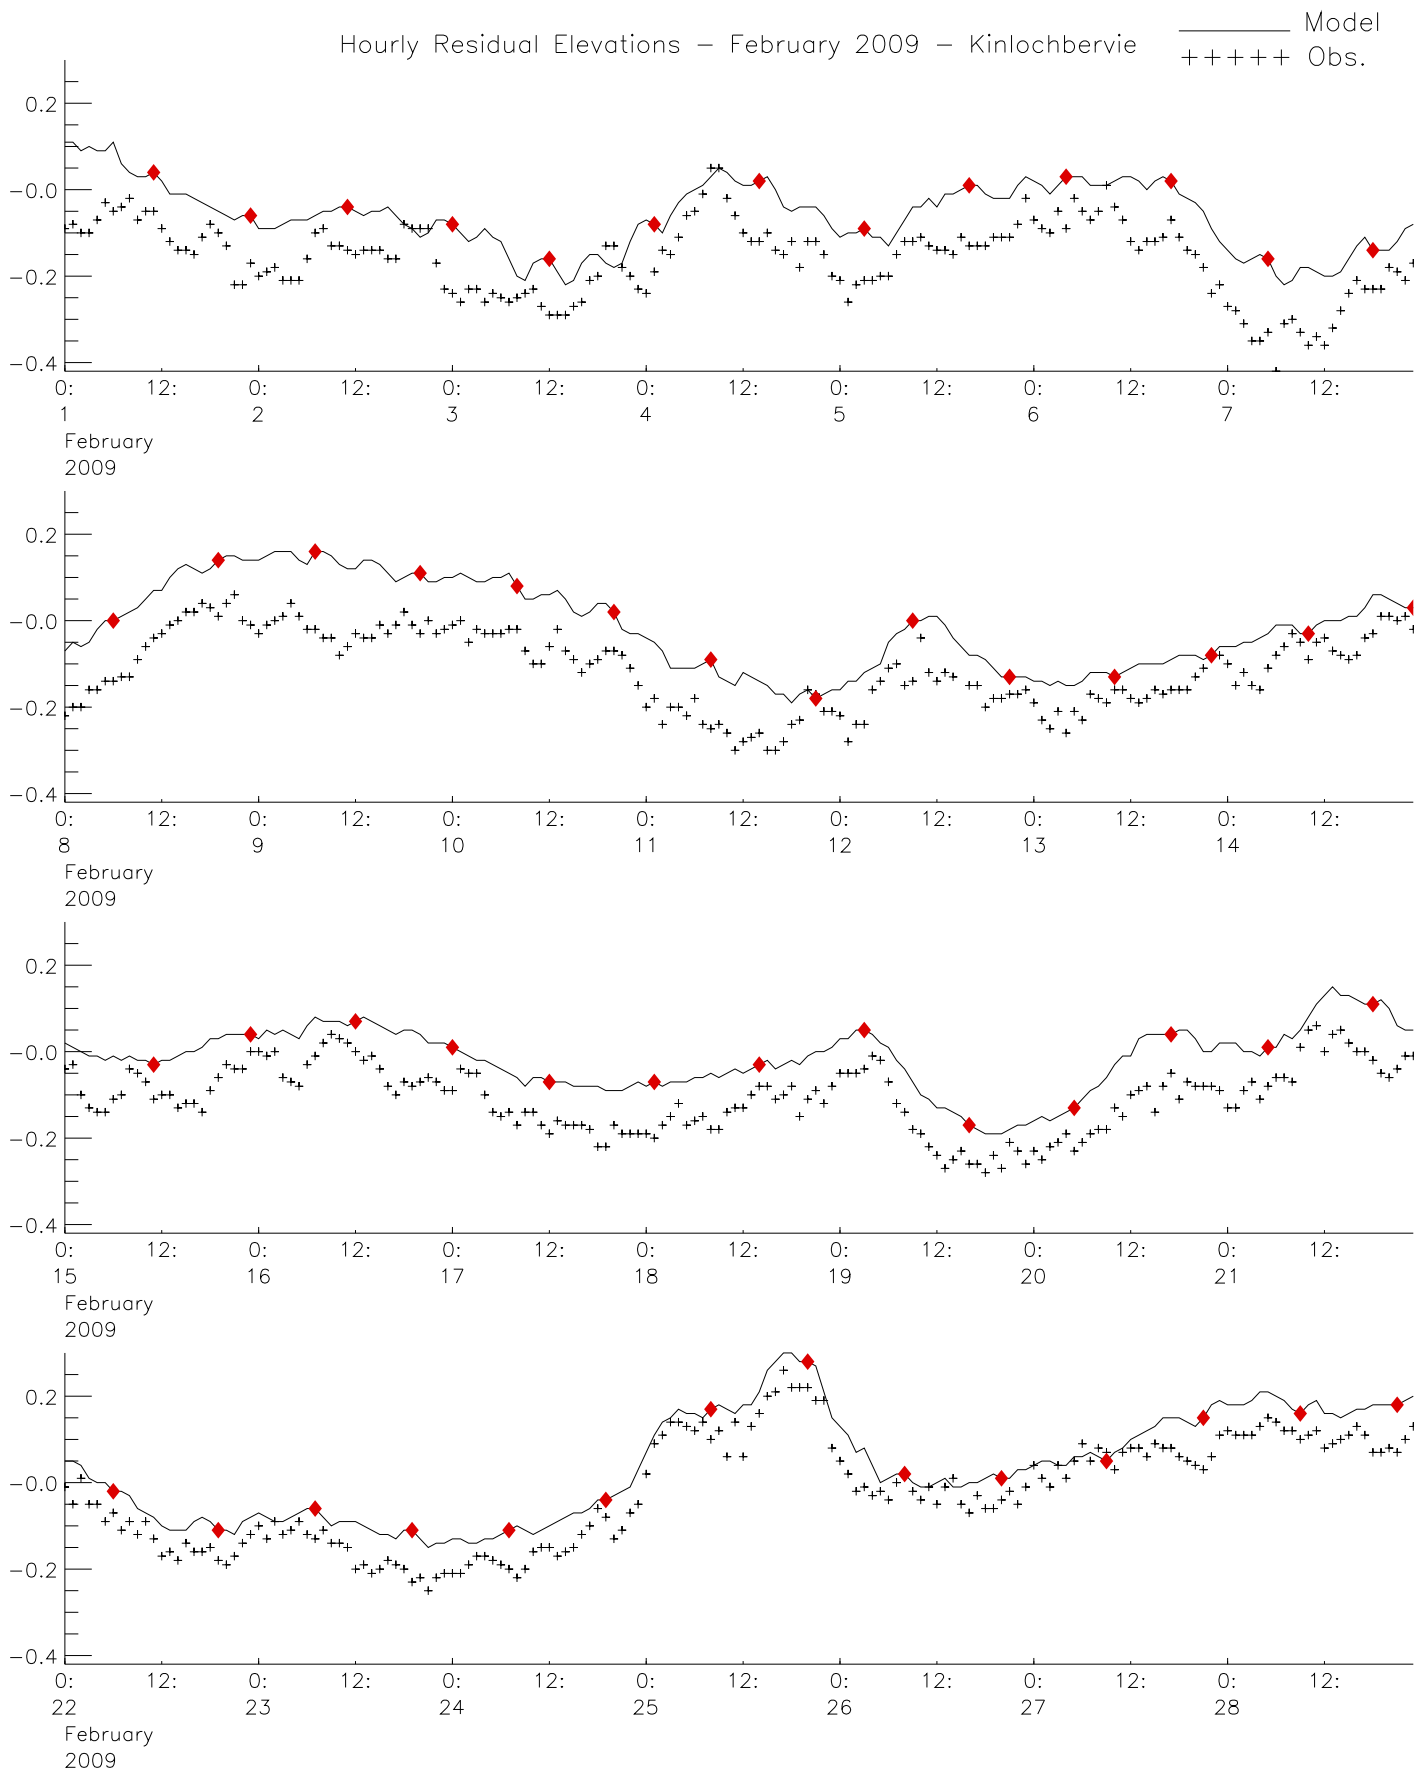 Hourly Residual Elevations – February 2009 – Kinlochbervie
Model
+++++ Obs.
0.2
−0.0
−0.2
−0.4
0: 12: 0: 12: 0: 12: 0: 12: 0: 12: 0: 12: 0: 12:
1 2 3 4 5 6 7
February
2009
0.2
−0.0
−0.2
−0.4
0: 12: 0: 12: 0: 12: 0: 12: 0: 12: 0: 12: 0: 12:
8 9 10 11 12 13 14
February
2009
0.2
−0.0
−0.2
−0.4
0: 12: 0: 12: 0: 12: 0: 12: 0: 12: 0: 12: 0: 12:
15 16 17 18 19 20 21
February
2009
0.2
−0.0
−0.2
−0.4
0: 12: 0: 12: 0: 12: 0: 12: 0: 12: 0: 12: 0: 12:
22 23 24 25 26 27 28
February
2009